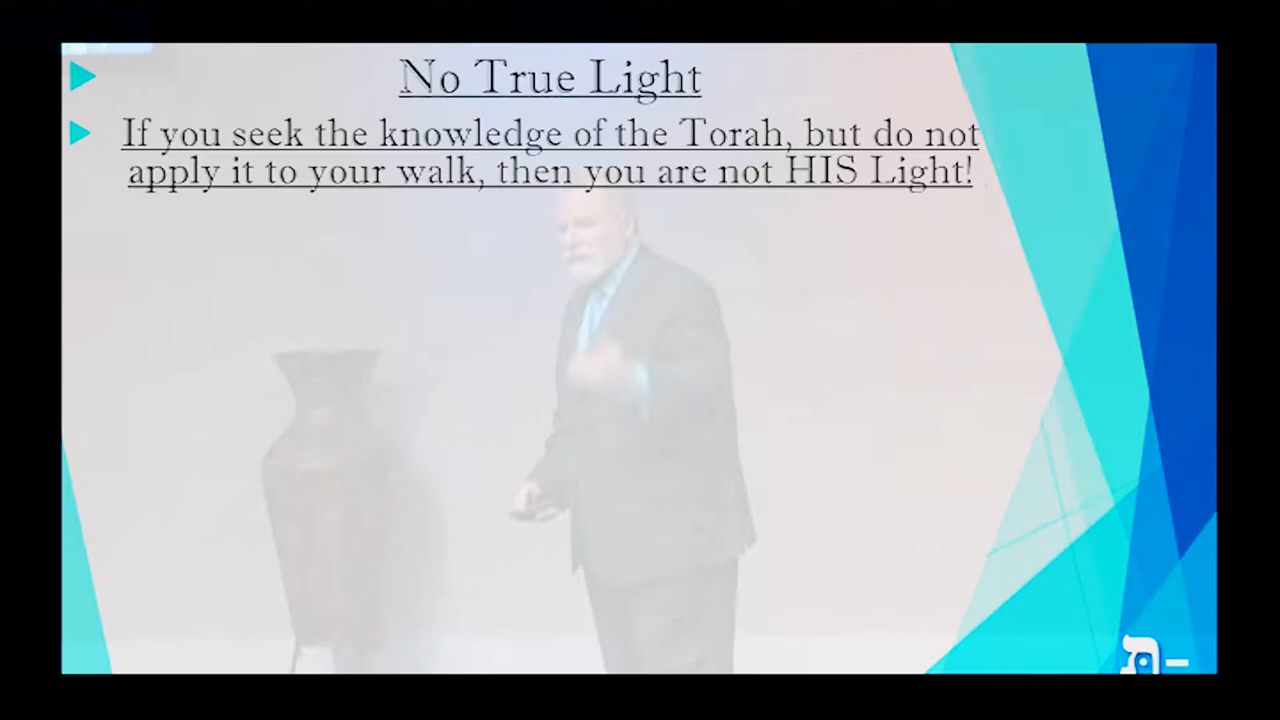 No True Light
If you seek the knowledge of the Torah, but do not
apply it to your walk, then you are not HIS Light!